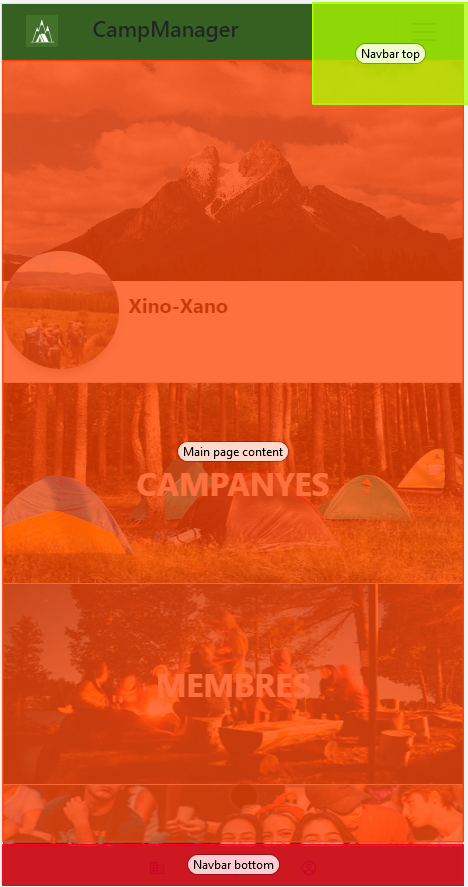 CampManager
Navbar top
Xino-Xano
Main page content
CAMPANYES
MEMBRES
Navbar bottom